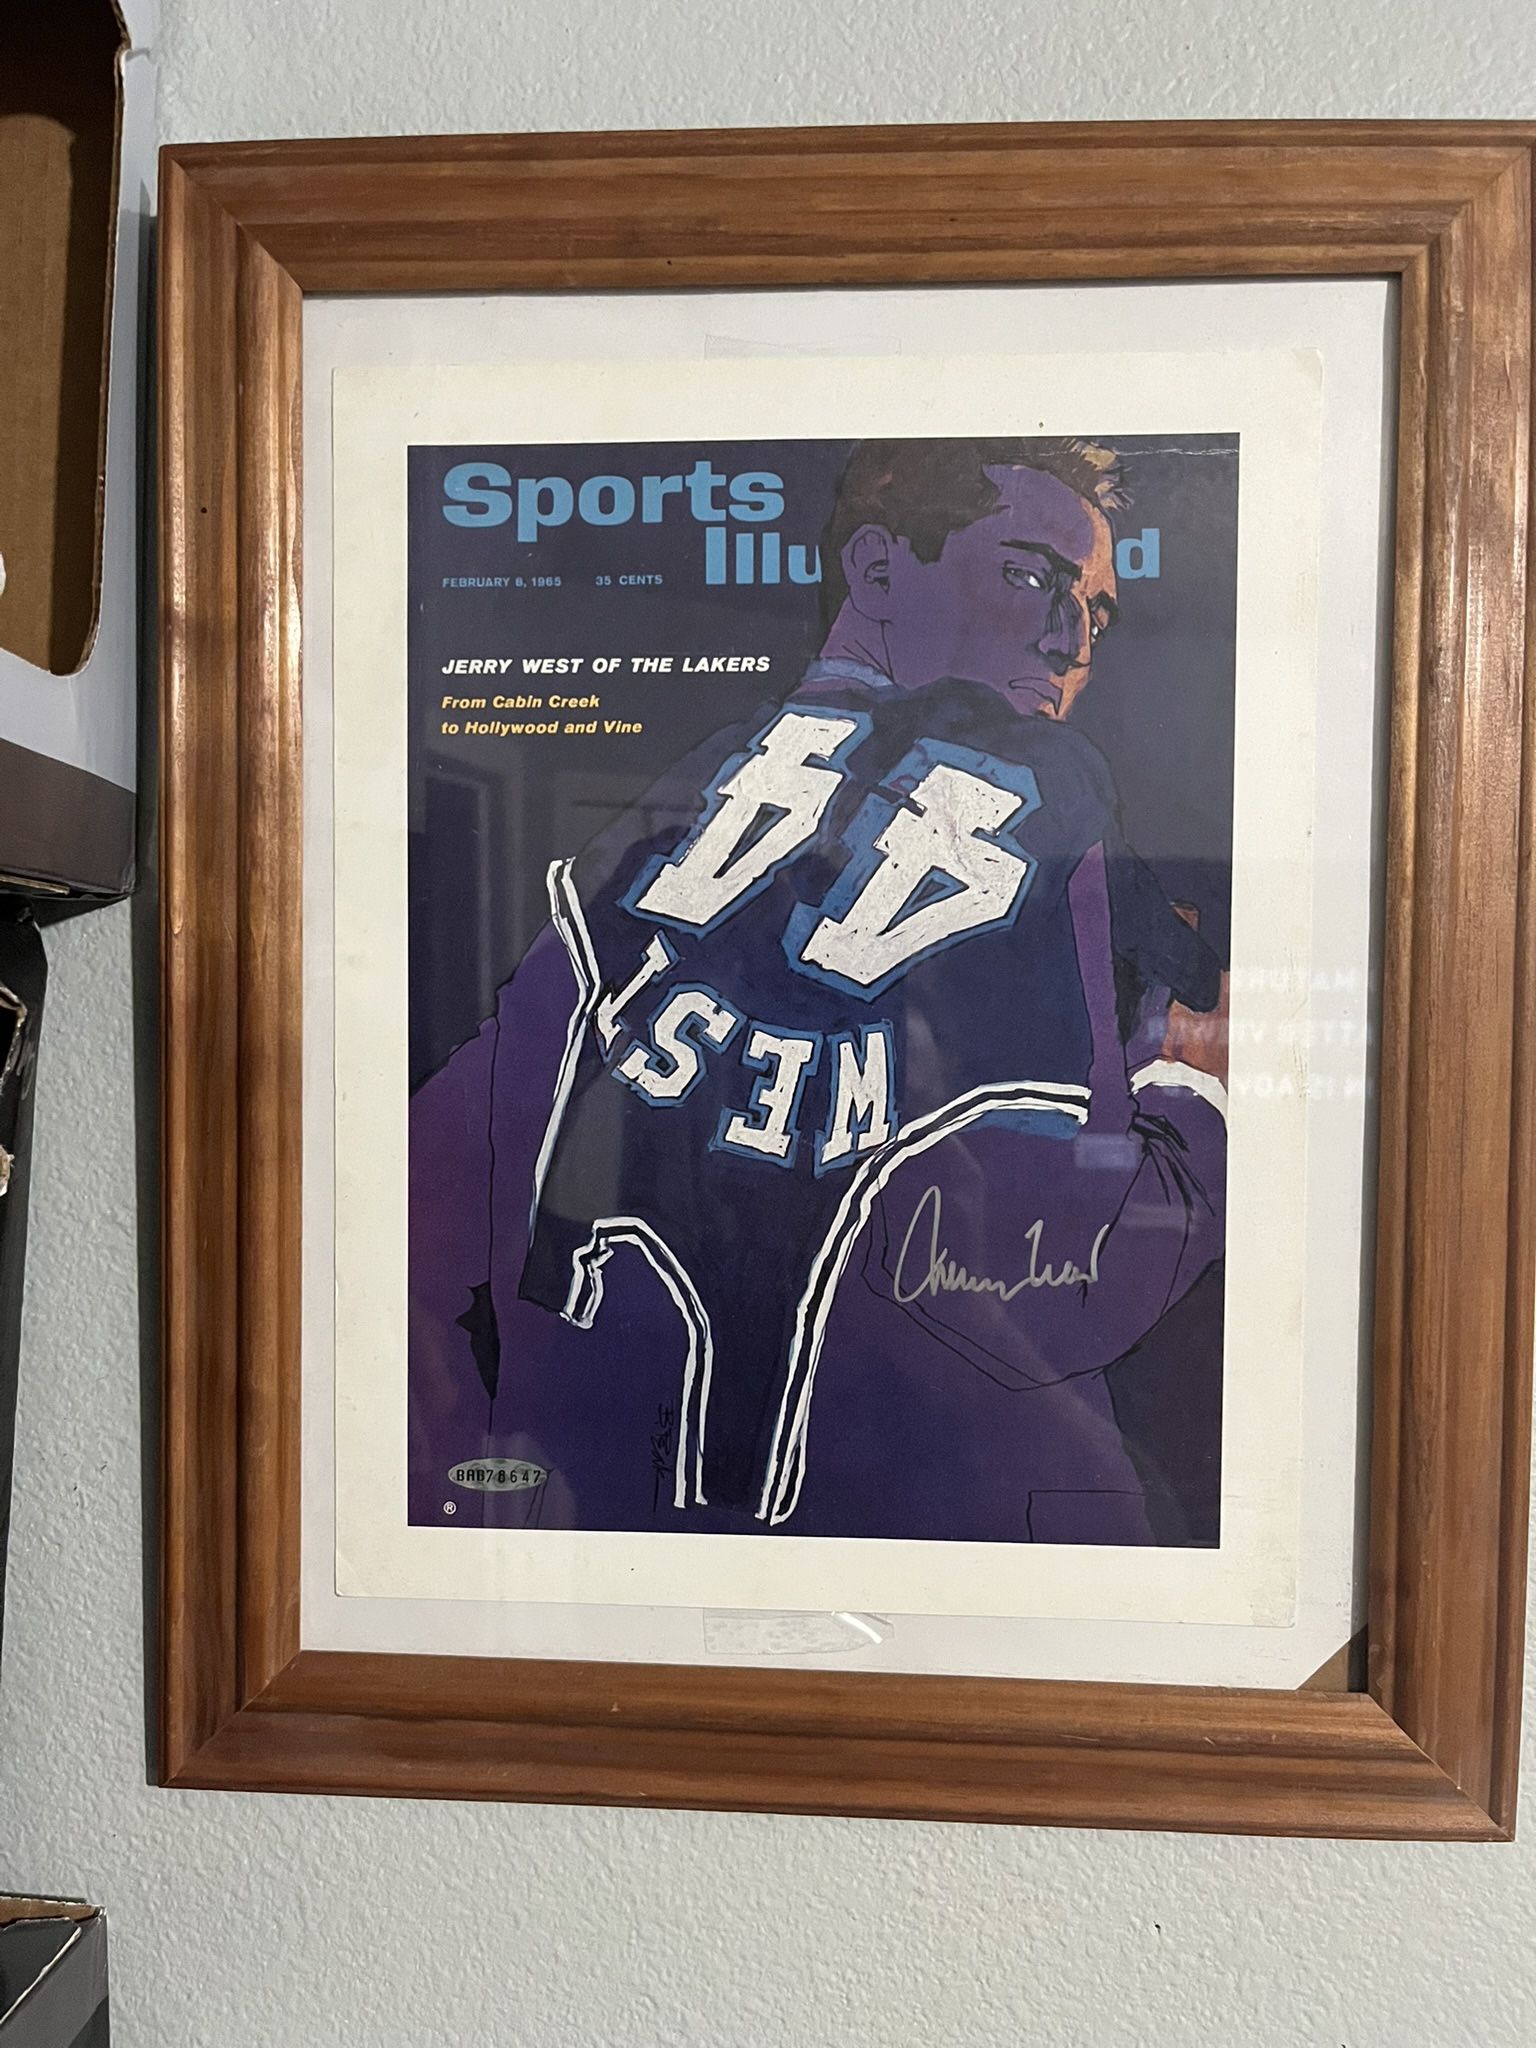 Sports
Illu d
FEBRUARY 8, 1965 35 CENTS
JERRY WEST OF THE LAKERS
From Cabin Creek
to Hollywood and Vine
44
WEST
BAB78647
®